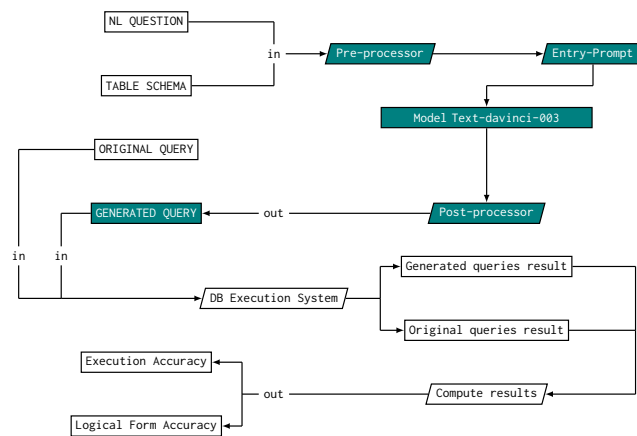 NL QUESTION
in
Pre-processor
Entry-Prompt
TABLE SCHEMA
Model Text-davinci-003
ORIGINAL QUERY
GENERATED QUERY
out
Post-processor
in
in
Generated queries result
DB Execution System
Original queries result
Execution Accuracy
out
Compute results
Logical Form Accuracy